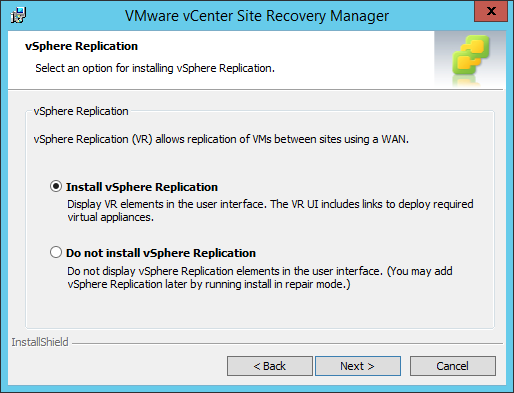 VMware vCenter Site Recovery Manager
x
vSphere Replication
Select an option for installing vSphere Replication.
vSphere Replication
vSphere Replication (VR) allows replication of VMs between sites using a WAN.
Install vSphere Replication
Display VR elements in the user interface. The VR UI includes links to deploy required
virtual appliances.
Do not install vSphere Replication
Do not display vSphere Replication elements in the user interface. (You may add
vSphere Replication later by running install in repair mode.)
InstallShield
< Back
Next >
Cancel